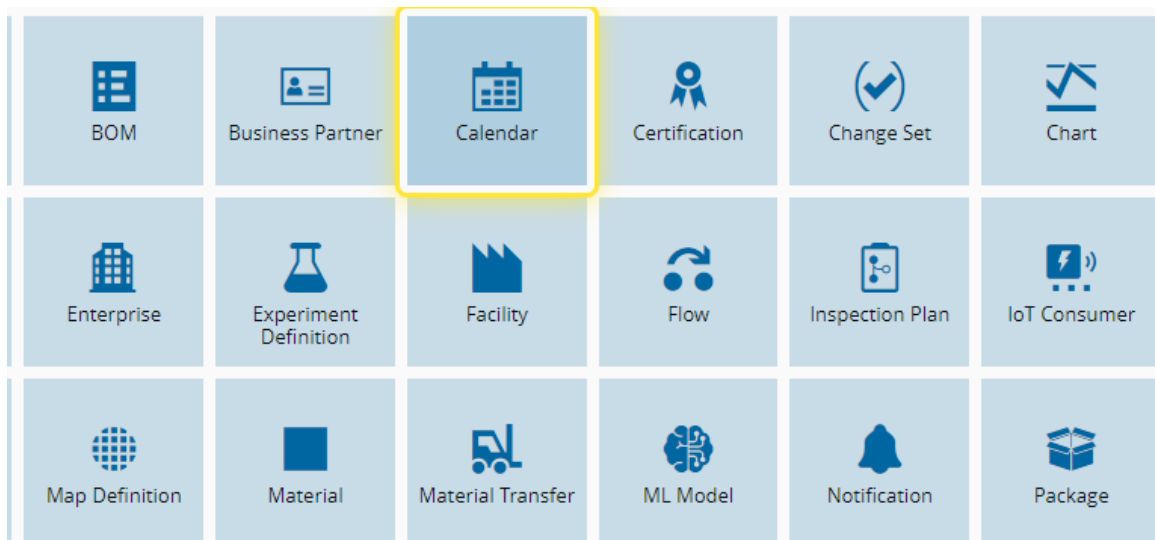 BOM
Business Partner
Calendar
Certification
Change Set
Chart
Enterprise
Experiment
Definition
Facility
Flow
Inspection Plan
IoT Consumer
Map Definition
Material
Material Transfer
ML Model
Notification
Package